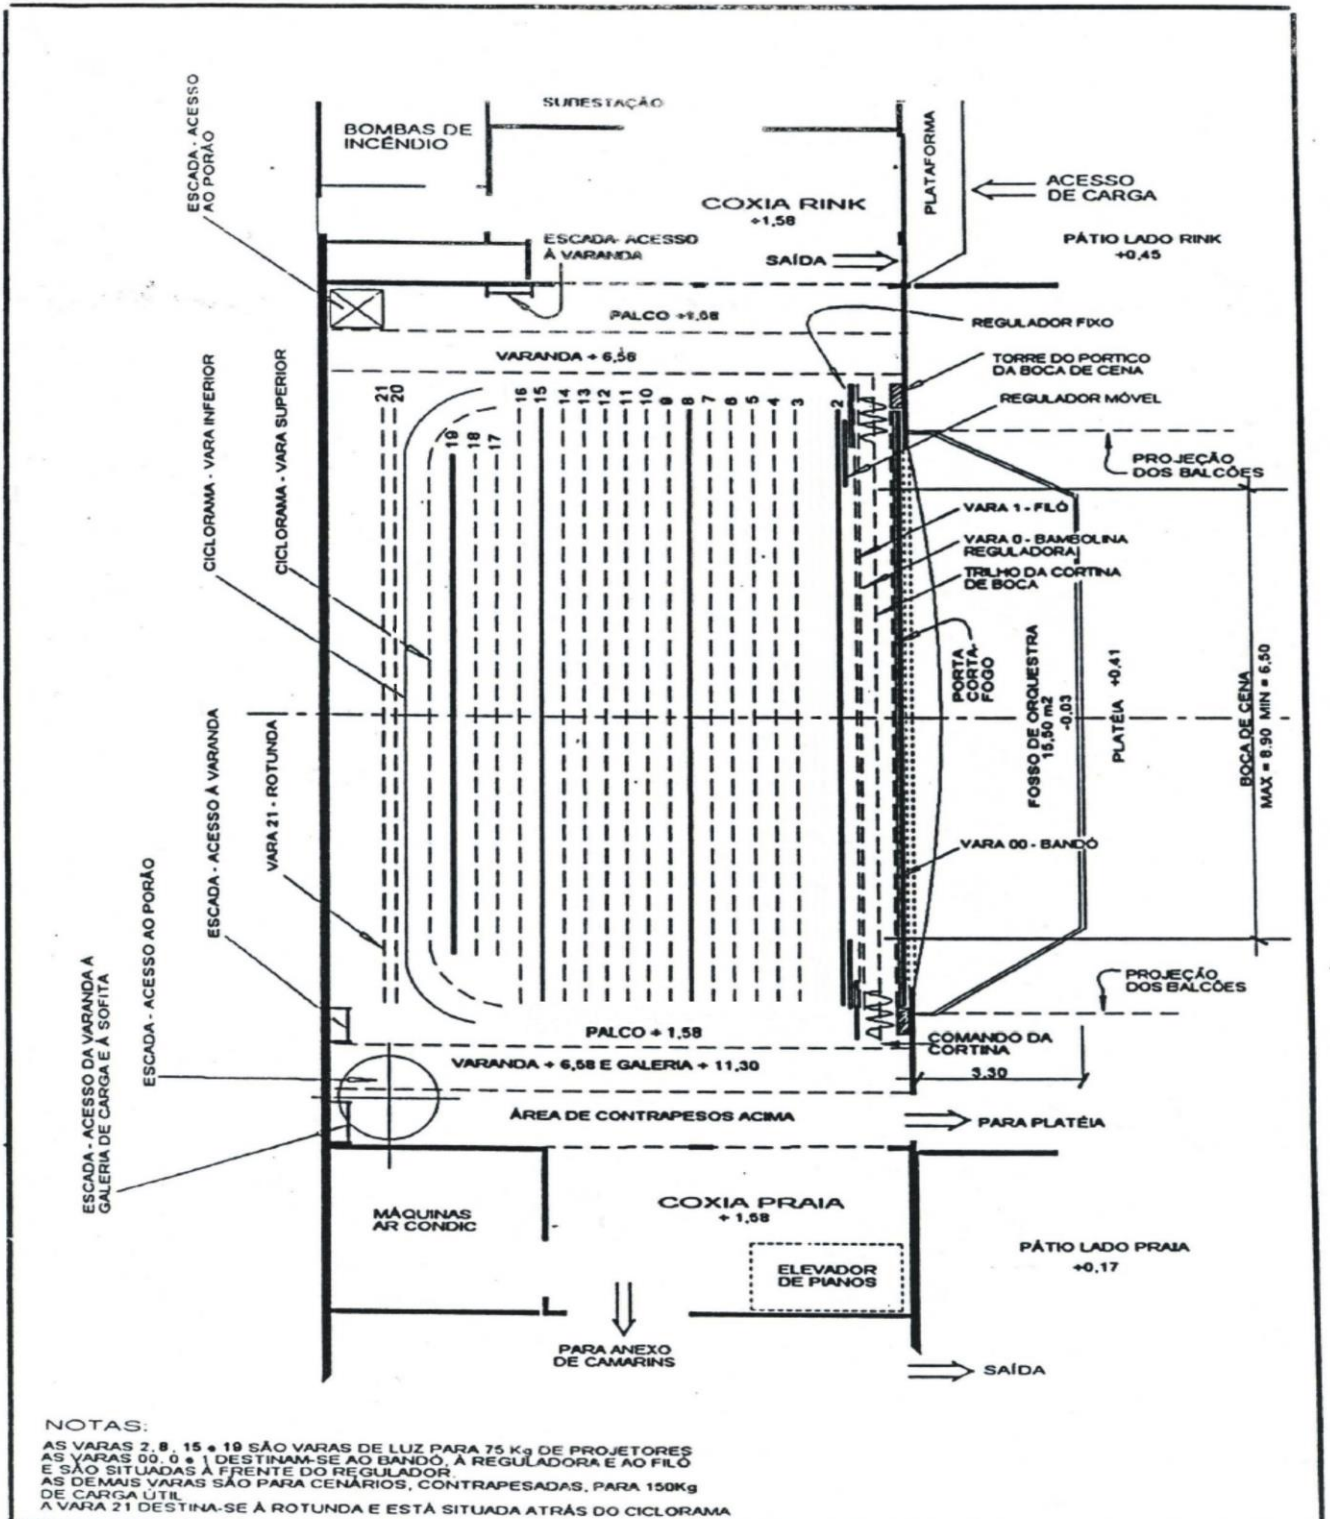 SUBESTAÇÃO
BOMBAS DE
INCÊNDIO
ESCADA - ACESSO
AO PORÃO
PLATAFORMA
ACESSO
DE CARGA
COXIA RINK
+1,58
PÁTIO LADO RINK
+0,45
ESCADA- ACESSO
À VARANDA
SAÍDA
PALCO +1,58
REGULADOR FIXO
VARANDA + 6,58
TORRE DO PORTICO
DA BOCA DE CENA
REGULADOR MÓVEL
21
20
19
18
17
16
15
14
13
12
11
10
9
8
7
6
5
4
3
2
CICLORAMA - VARA INFERIOR
CICLORAMA - VARA SUPERIOR
PROJEÇÃO
DOS BALCÕES
VARA 1 - FILÓ
VARA 0 - BAMBOLINA
REGULADORA
TRILHO DA CORTINA
DE BOCA
PORTA
CORTA-
FOGO
FOSSO DE ORQUESTRA
15,50 m2
-0,03
PLATÉIA +0,41
BOCA DE CENA
MAX = 8,90 MIN = 6,50
ESCADA - ACESSO À VARANDA
VARA 21 - ROTUNDA
VARA 00 - BANDÔ
ESCADA - ACESSO DA VARANDA À
GALERIA DE CARGA E À SOFITA
ESCADA - ACESSO AO PORÃO
PROJEÇÃO
DOS BALCÕES
PALCO + 1,58
COMANDO DA
CORTINA
VARANDA + 6,58 E GALERIA + 11,30
3,30
ÁREA DE CONTRAPESOS ACIMA
PARA PLATÉIA
MÁQUINAS
AR CONDIC
COXIA PRAIA
+ 1,58
PÁTIO LADO PRAIA
+0,17
ELEVADOR
DE PIANOS
PARA ANEXO
DE CAMARINS
SAÍDA
NOTAS:
AS VARAS 2, 8, 15 e 19 SÃO VARAS DE LUZ PARA 75 Kg DE PROJETORES
AS VARAS 00, 0 e 1 DESTINAM-SE AO BANDÔ, À REGULADORA E AO FILÓ
E SÃO SITUADAS À FRENTE DO REGULADOR.
AS DEMAIS VARAS SÃO PARA CENÁRIOS, CONTRAPESADAS, PARA 150Kg
DE CARGA ÚTIL
A VARA 21 DESTINA-SE À ROTUNDA E ESTÁ SITUADA ATRÁS DO CICLORAMA